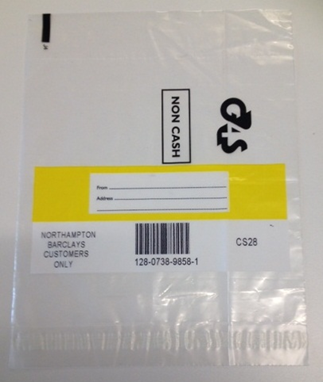 G4S
NON CASH
From
Address
NORTHAMPTON
BARCLAYS
CUSTOMERS
ONLY
128-0738-9858-1
CS28